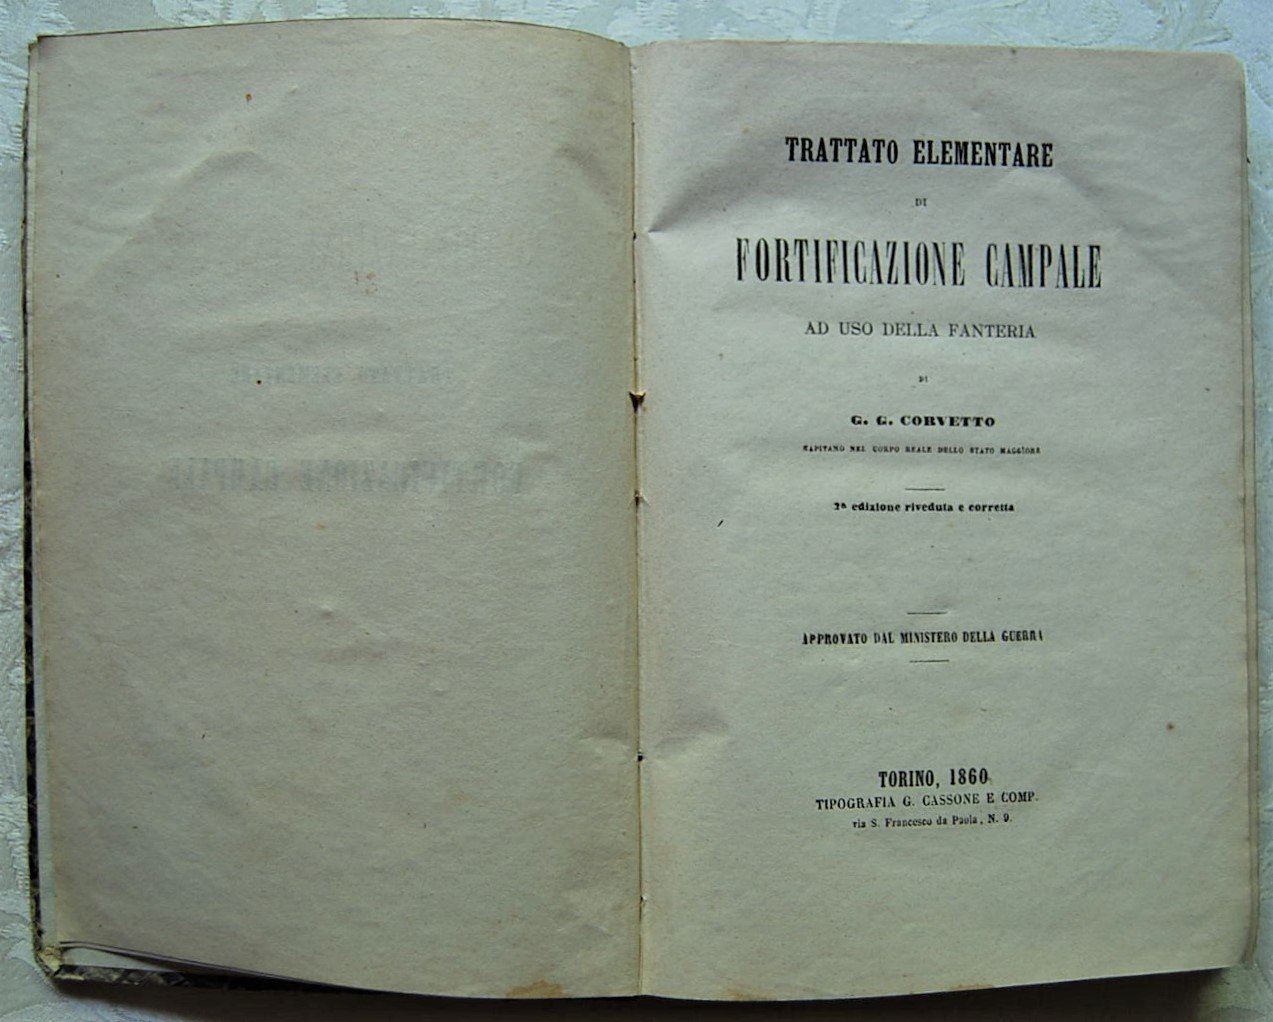 TRATTATO ELEMENTARE
DI
FORTIFICAZIONE CAMPALE
AD USO DELLA FANTERIA
DI
G. G. CORVETTO
CAPITANO NEL CORPO REALE DELLO STATO MAGGIORE
2ª edizione riveduta e corretta
APPROVATO DAL MINISTERO DELLA GUERRA
TORINO, 1860
TIPOGRAFIA G. CASSONE E COMP.
via S. Francesco da Paola, N. 9.